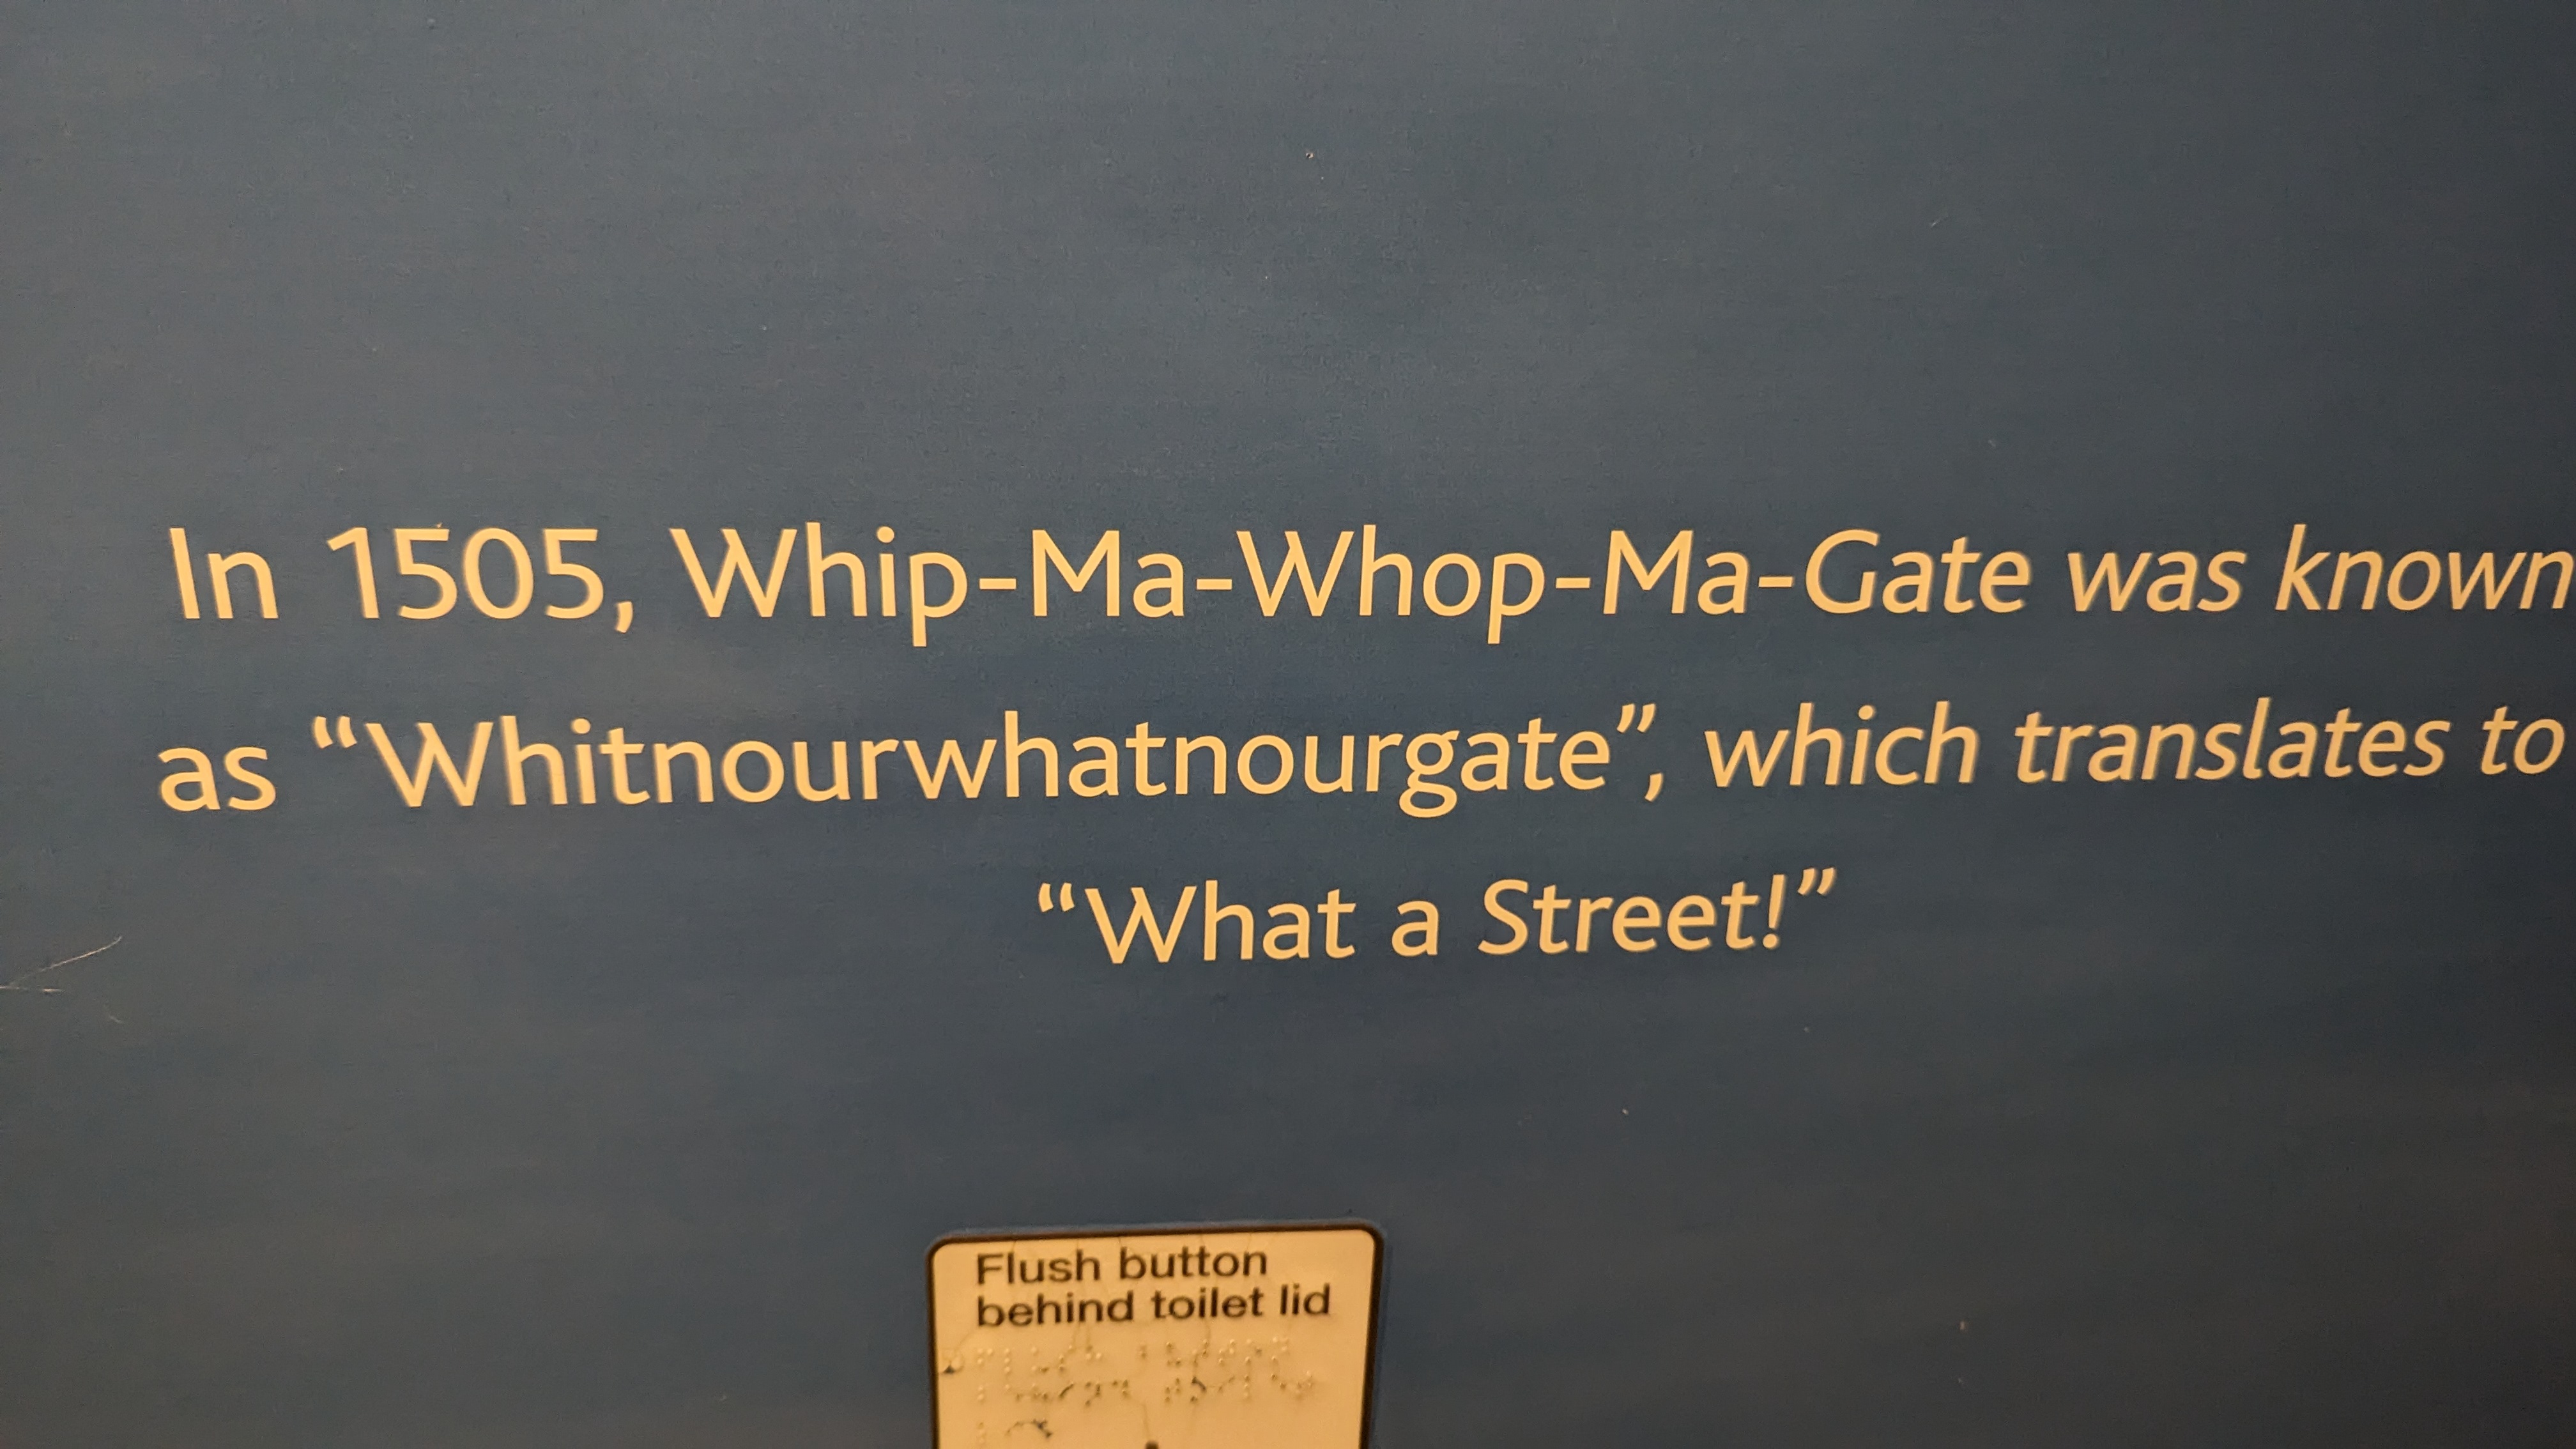 In 1505, Whip-Ma-Whop-Ma-Gate was known
as “Whitnourwhatnourgate”, which translates to
“What a Street!”
Flush button
behind toilet lid